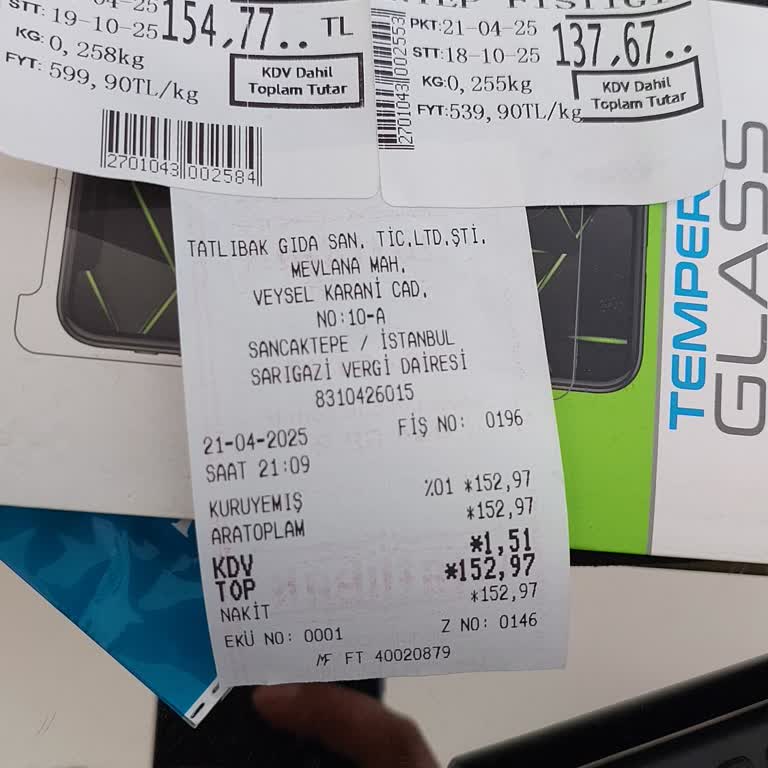 STT: 19-10-25
154,77.. TL
KG: 0, 258kg
FYT: 599, 90TL/kg
KDV Dahil
Toplam Tutar
2701043 002584
PKT:21-04-25
STT:18-10-25
137,67..
KG:0, 255kg
FYT:539, 90TL/kg
KDV Dahil
Toplam Tutar
2701043 002553
TATLIBAK GIDA SAN. TİC.LTD.ŞTİ.
MEVLANA MAH.
VEYSEL KARANİ CAD.
NO:10-A
SANCAKTEPE / İSTANBUL
SARIGAZİ VERGİ DAİRESİ
8310426015
21-04-2025 FİŞ NO: 0196
SAAT 21:09
KURUYEMİŞ %01 *152,97
ARATOPLAM *152,97
KDV *1,51
TOP *152,97
NAKİT *152,97
EKÜ NO: 0001 Z NO: 0146
MF FT 40020879
TEMPER
GLASS